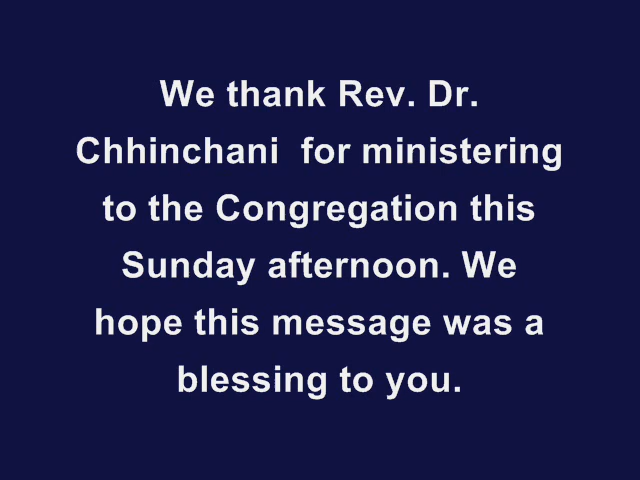 We thank Rev. Dr.
Chhinchani  for ministering
to the Congregation this
Sunday afternoon. We
hope this message was a
blessing to you.